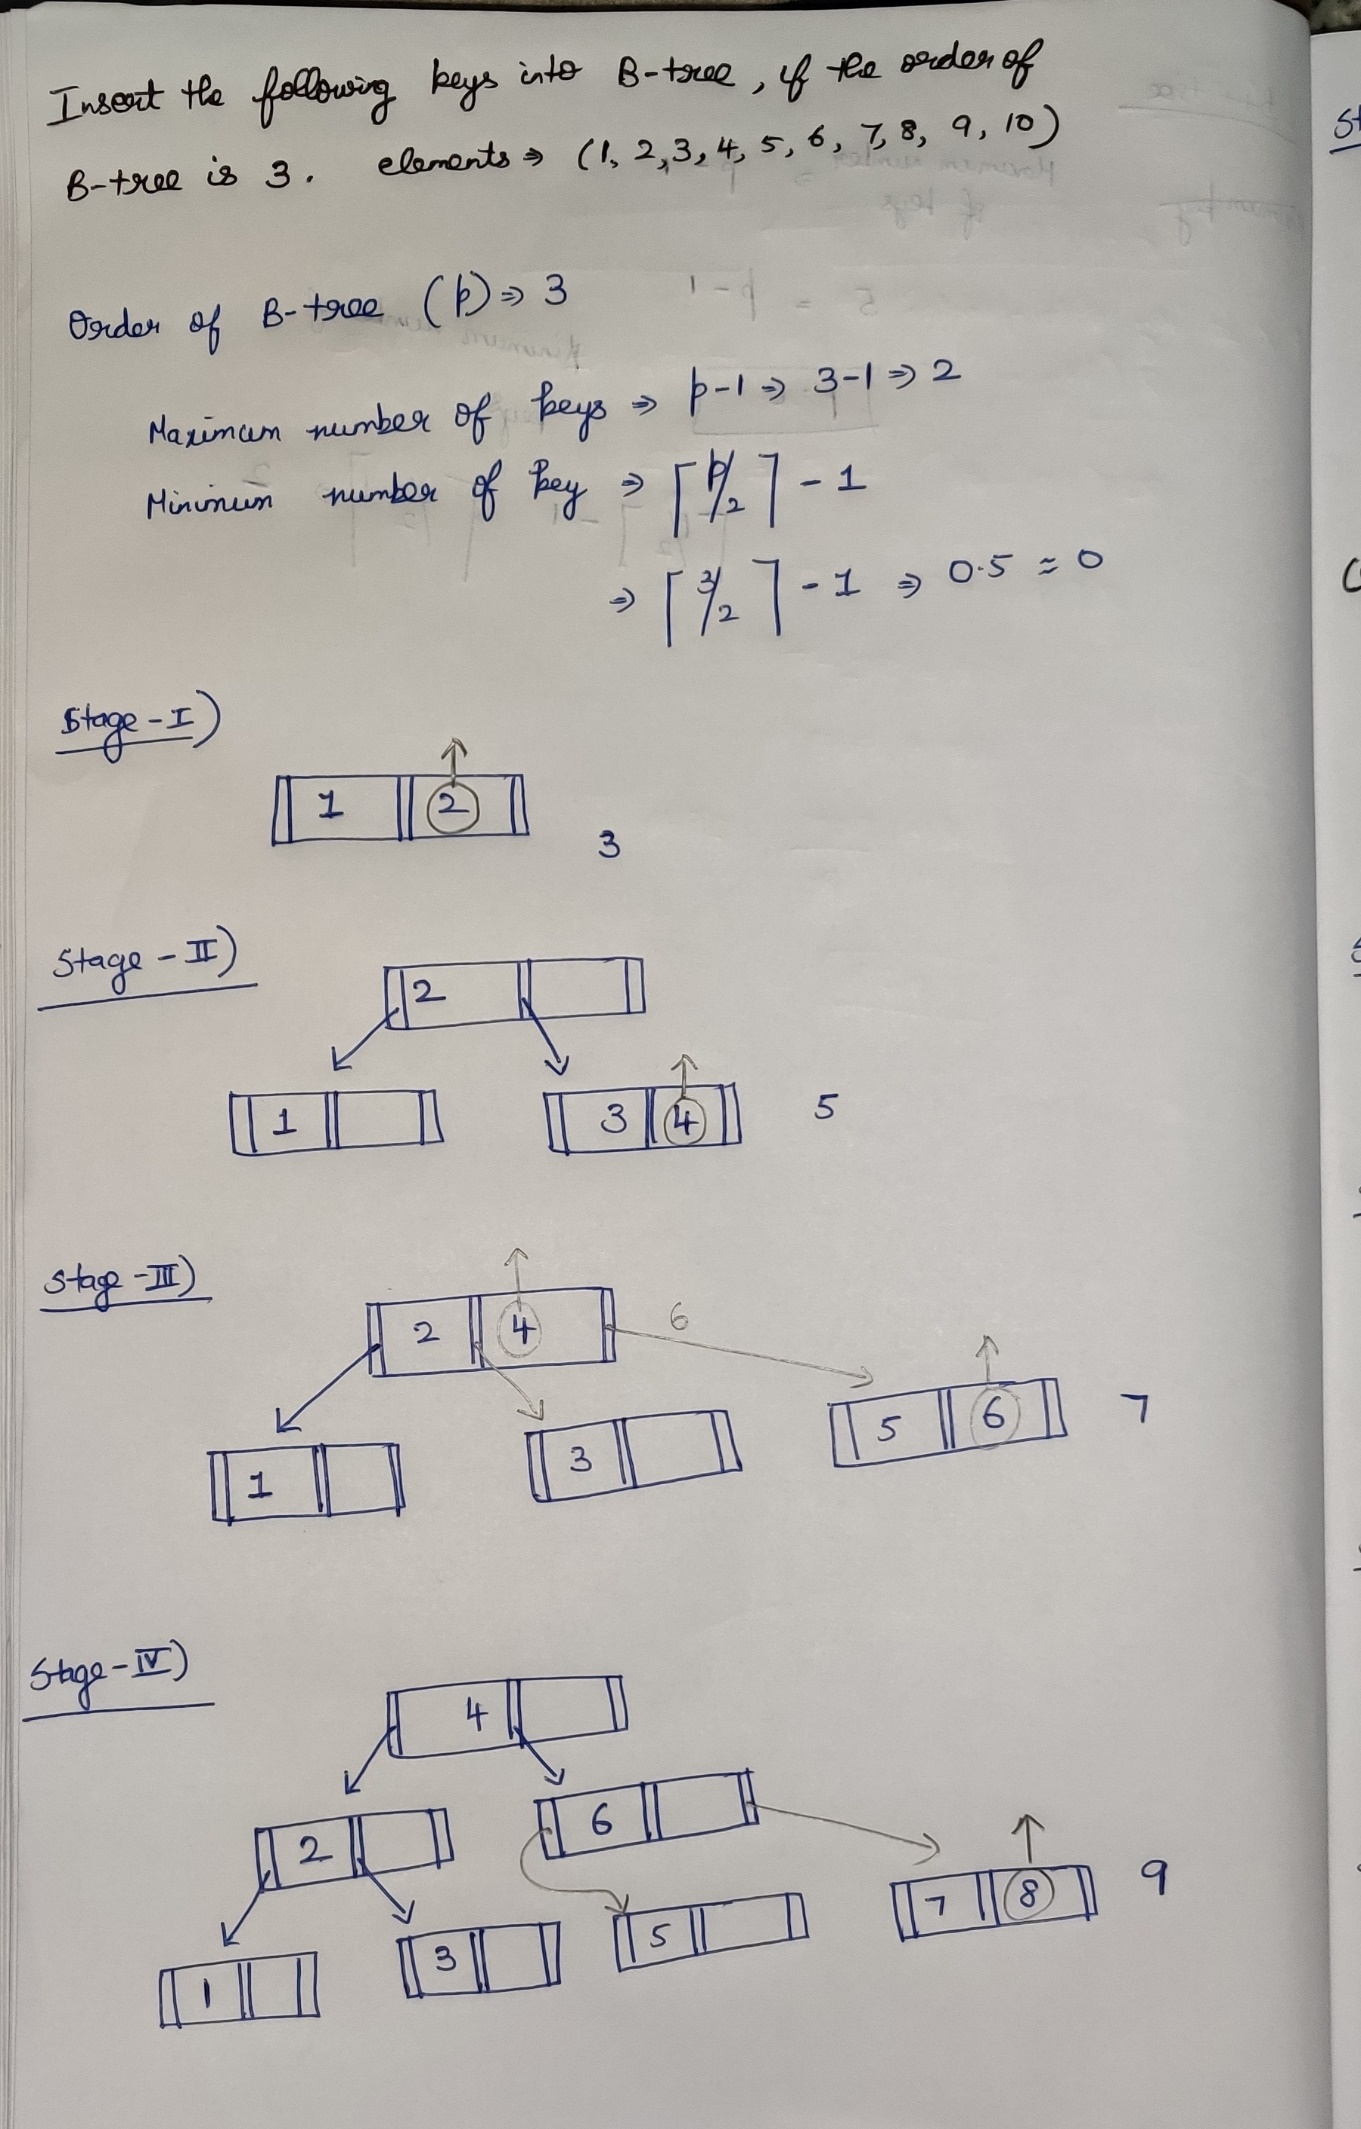 Insert the following keys into B-tree, if the order of
B-tree is 3. elements ⇒ (1, 2, 3, 4, 5, 6, 7, 8, 9, 10)
Order of B-tree (p) ⇒ 3
Maximum number of keys ⇒ p-1 ⇒ 3-1 ⇒ 2
Minimum number of key ⇒ ⌈p/2⌉ - 1
⇒ ⌈3/2⌉ - 1 ⇒ 0.5 ≈ 0
Stage - I)
1 2
3
Stage - II)
2
1 3 4 5
Stage - III)
2 4 6
1 3 5 6 7
Stage - IV)
4
2 6
1 3 5 7 8 9